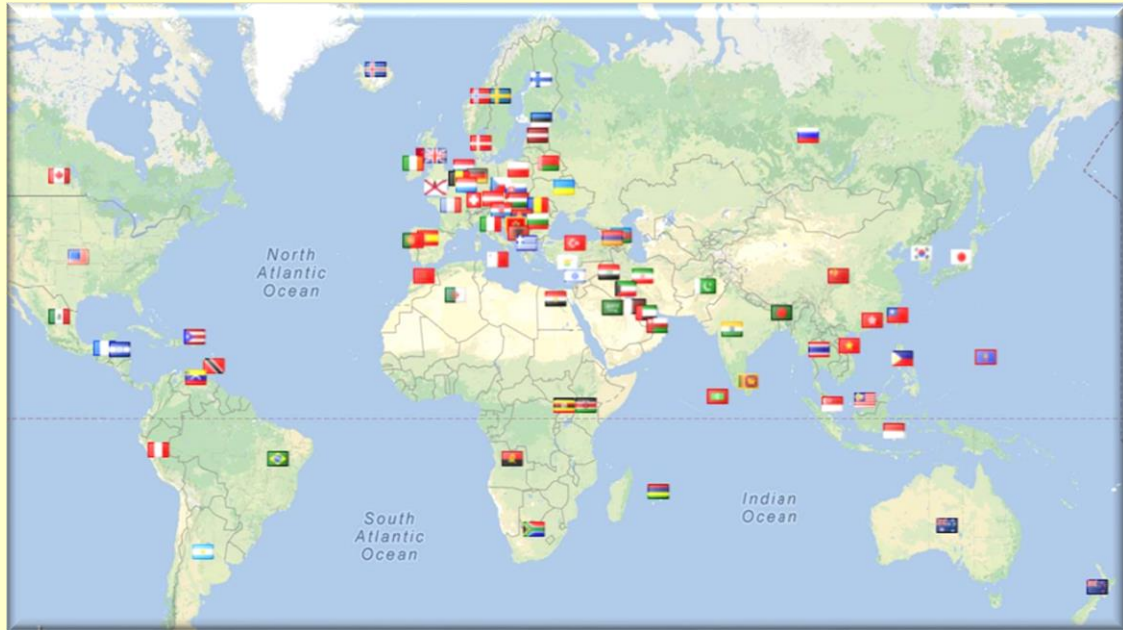 North
Atlantic
Ocean
South
Atlantic
Ocean
Indian
Ocean